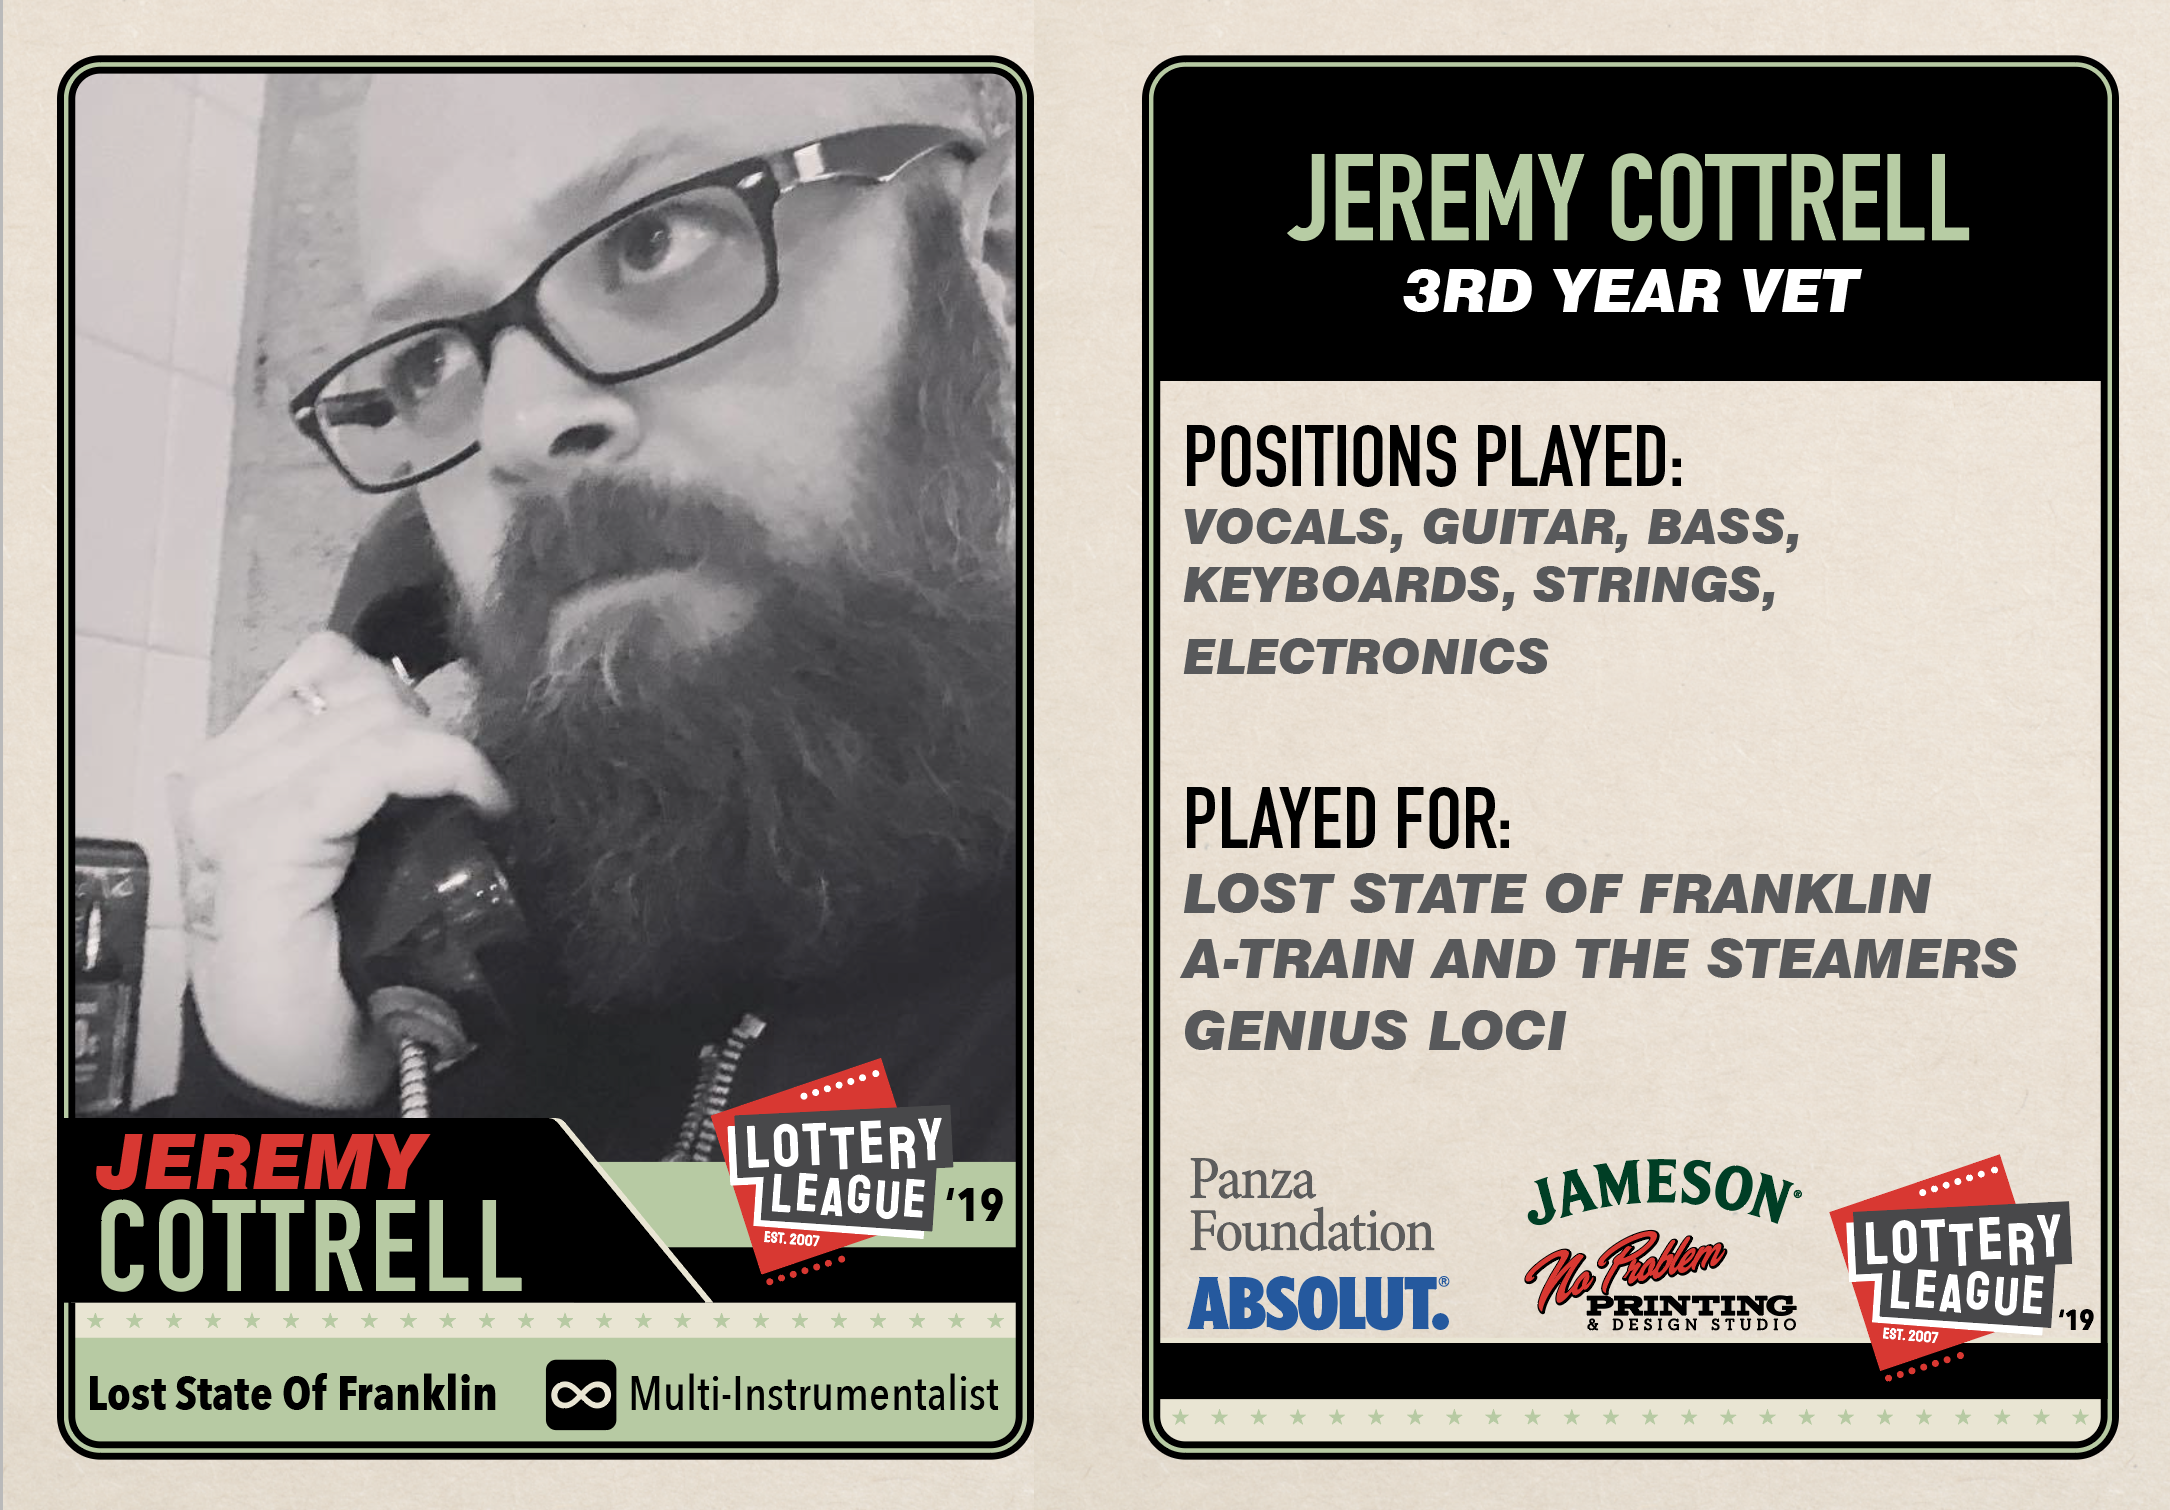 JEREMY
COTTRELL
LOTTERY
LEAGUE
'19
EST. 2007
Lost State Of Franklin
Multi-Instrumentalist
JEREMY COTTRELL
3RD YEAR VET
POSITIONS PLAYED:
VOCALS, GUITAR, BASS,
KEYBOARDS, STRINGS,
ELECTRONICS
PLAYED FOR:
LOST STATE OF FRANKLIN
A-TRAIN AND THE STEAMERS
GENIUS LOCI
Panza
Foundation
ABSOLUT.®
JAMESON®
No Problem
PRINTING
& DESIGN STUDIO
LOTTERY
LEAGUE
'19
EST. 2007